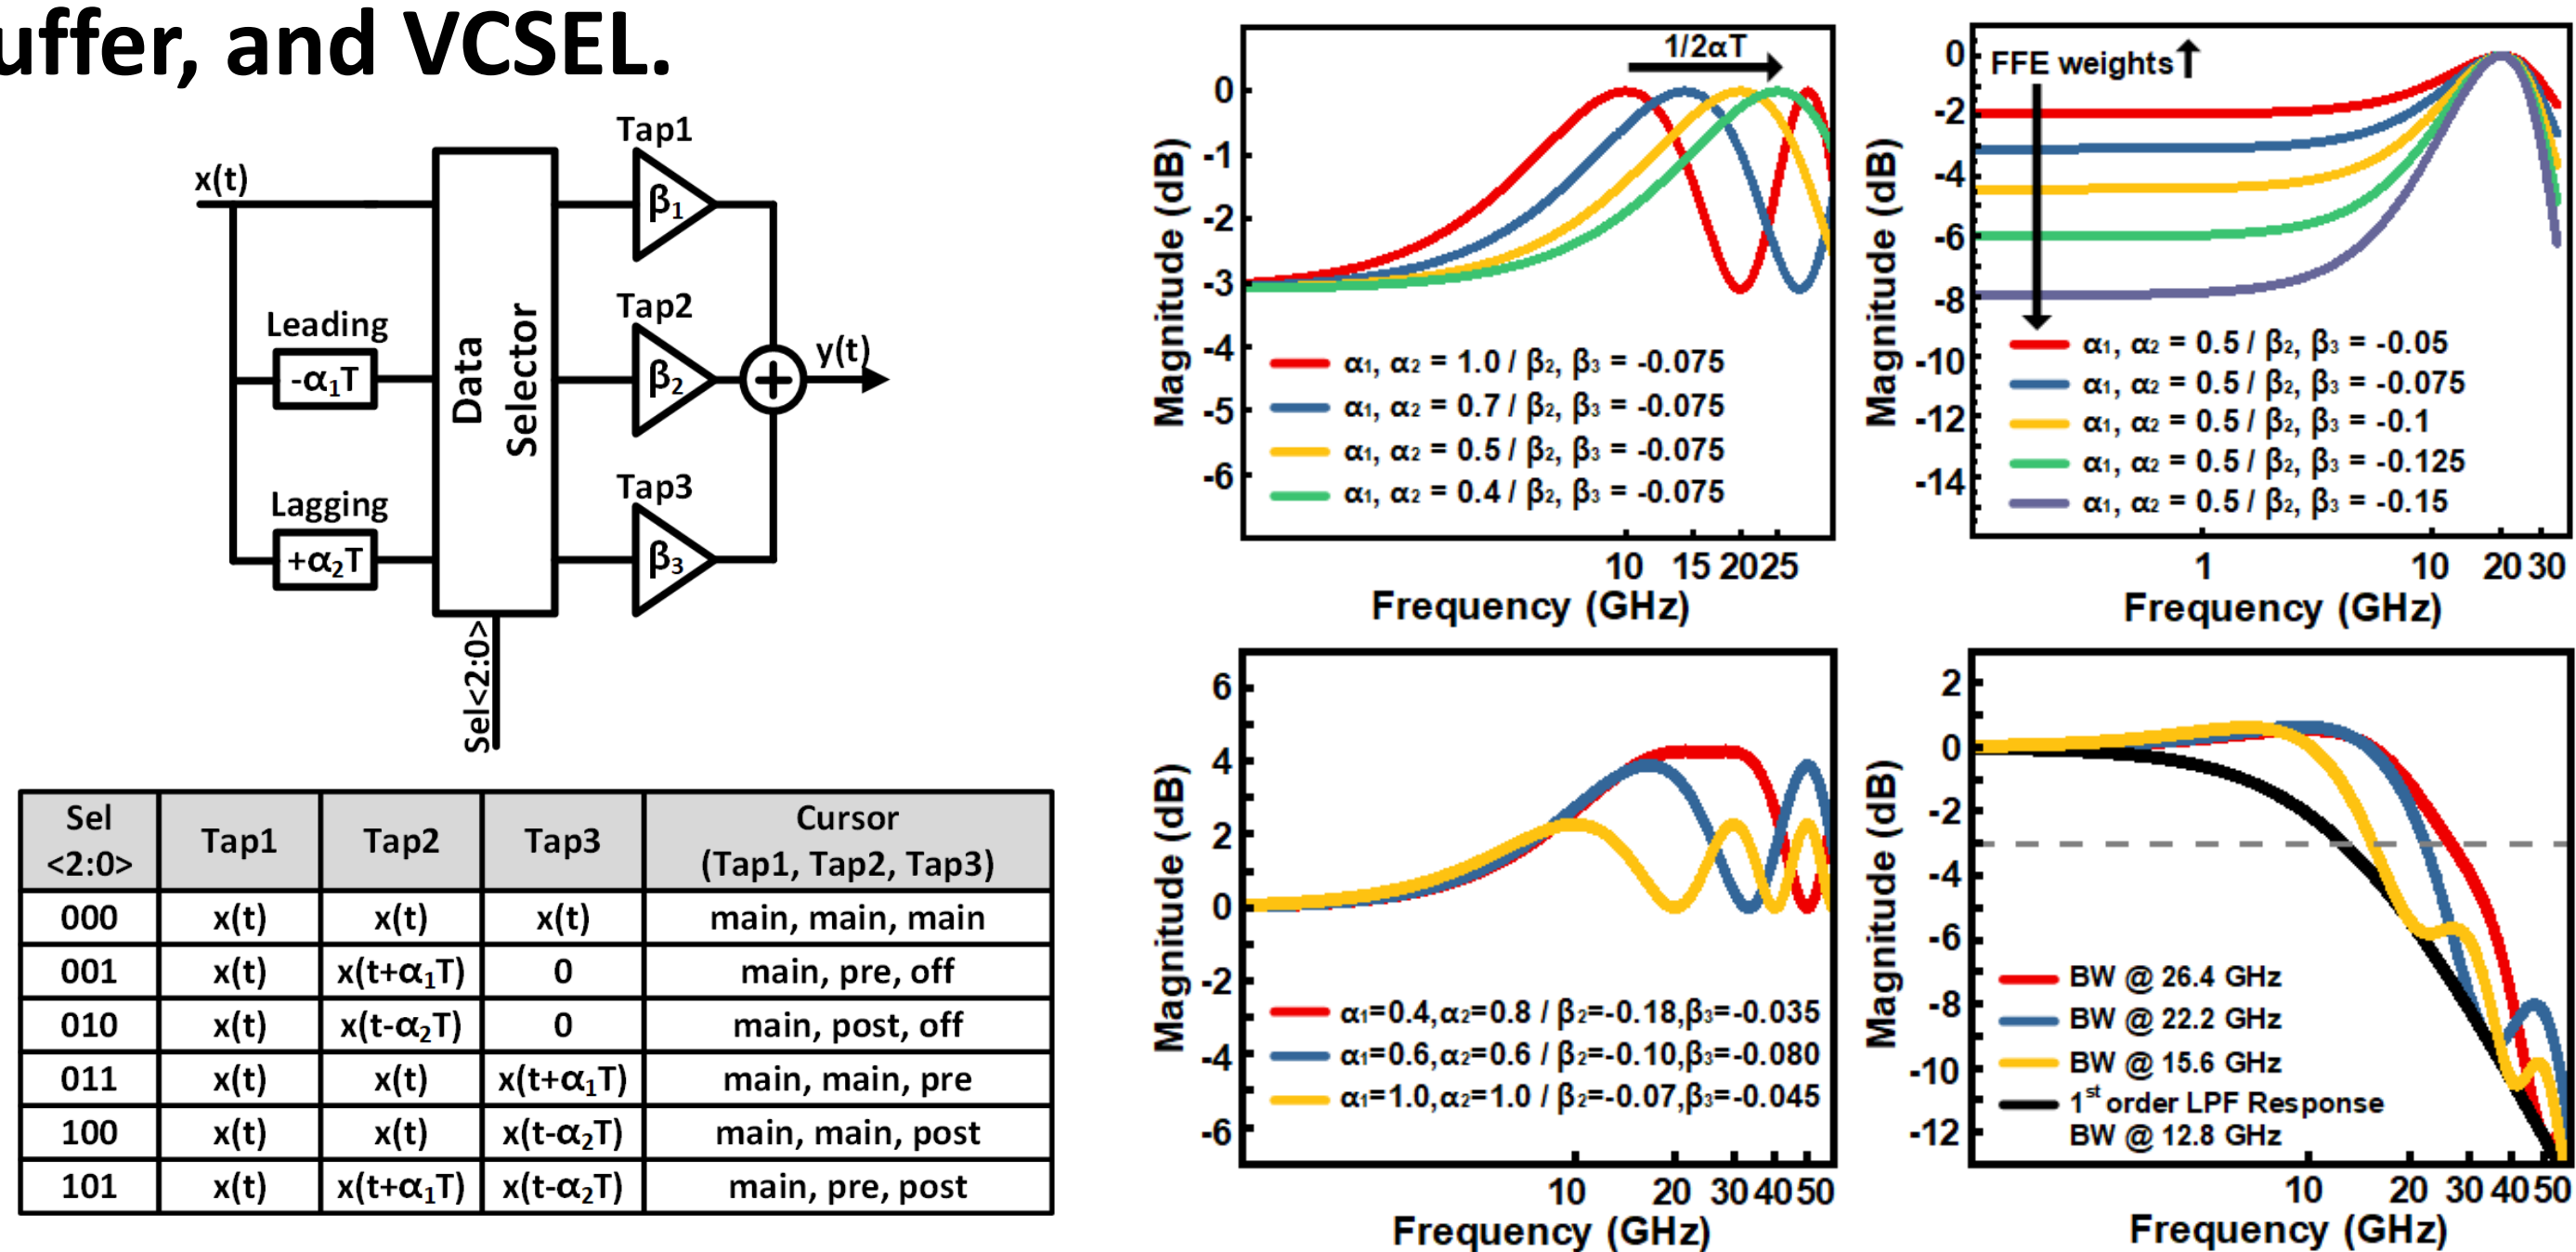 uffer, and VCSEL.
x(t)
Leading
-α₁T
Lagging
+α₂T
Data
Selector
Sel<2:0>
Tap1
β₁
Tap2
β₂
Tap3
β₃
y(t)
Sel <2:0> Tap1 Tap2 Tap3 Cursor (Tap1, Tap2, Tap3)
000 x(t) x(t) x(t) main, main, main
001 x(t) x(t+α₁T) 0 main, pre, off
010 x(t) x(t-α₂T) 0 main, post, off
011 x(t) x(t) x(t+α₁T) main, main, pre
100 x(t) x(t) x(t-α₂T) main, main, post
101 x(t) x(t+α₁T) x(t-α₂T) main, pre, post
1/2αT
Magnitude (dB)
0
-1
-2
-3
-4
-5
-6
α₁, α₂ = 1.0 / β₂, β₃ = -0.075
α₁, α₂ = 0.7 / β₂, β₃ = -0.075
α₁, α₂ = 0.5 / β₂, β₃ = -0.075
α₁, α₂ = 0.4 / β₂, β₃ = -0.075
10 15 20 25
Frequency (GHz)
FFE weights
Magnitude (dB)
0
-2
-4
-6
-8
-10
-12
-14
α₁, α₂ = 0.5 / β₂, β₃ = -0.05
α₁, α₂ = 0.5 / β₂, β₃ = -0.075
α₁, α₂ = 0.5 / β₂, β₃ = -0.1
α₁, α₂ = 0.5 / β₂, β₃ = -0.125
α₁, α₂ = 0.5 / β₂, β₃ = -0.15
1 10 20 30
Frequency (GHz)
Magnitude (dB)
6
4
2
0
-2
-4
-6
α₁=0.4,α₂=0.8 / β₂=-0.18,β₃=-0.035
α₁=0.6,α₂=0.6 / β₂=-0.10,β₃=-0.080
α₁=1.0,α₂=1.0 / β₂=-0.07,β₃=-0.045
10 20 30 40 50
Frequency (GHz)
Magnitude (dB)
2
0
-2
-4
-6
-8
-10
-12
BW @ 26.4 GHz
BW @ 22.2 GHz
BW @ 15.6 GHz
1st order LPF Response
BW @ 12.8 GHz
10 20 30 40 50
Frequency (GHz)